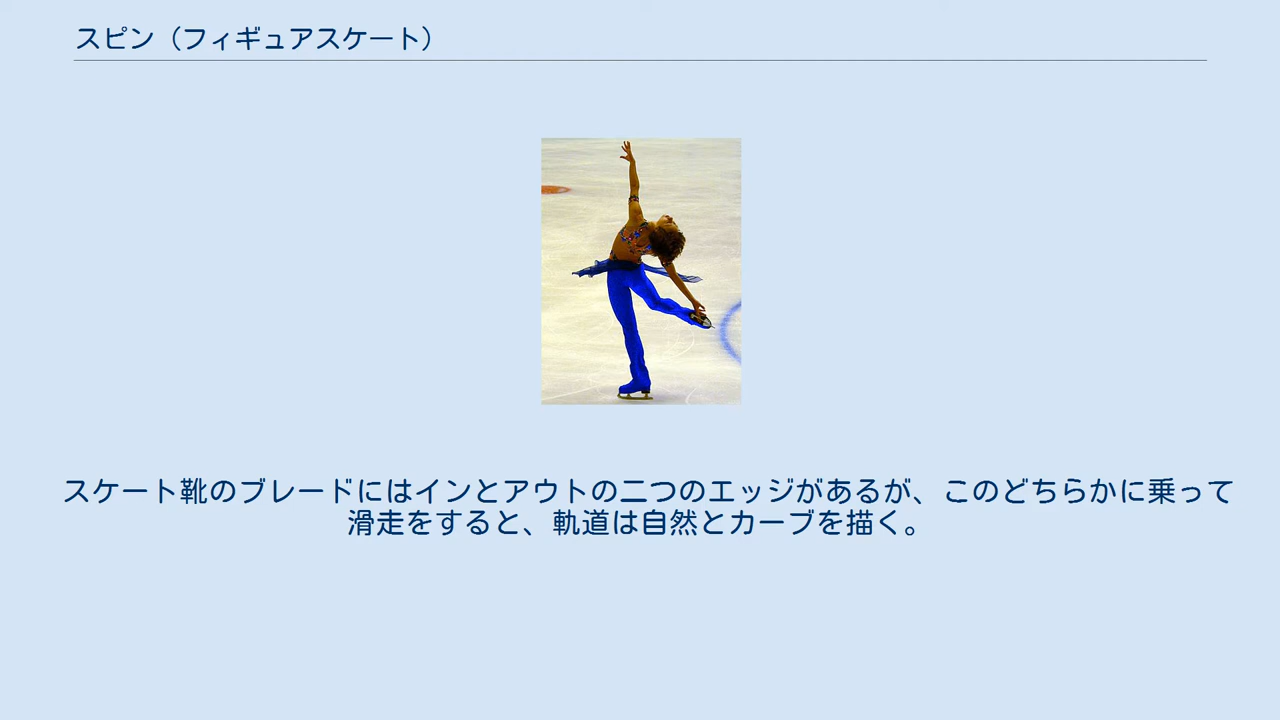 スピン（フィギュアスケート）
スケート靴のブレードにはインとアウトの二つのエッジがあるが、このどちらかに乗って
滑走をすると、軌道は自然とカーブを描く。